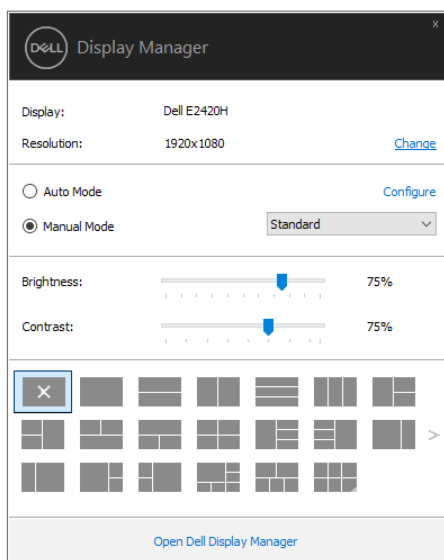 x
DELL Display Manager
Display: Dell E2420H
Resolution: 1920x1080 Change
Auto Mode Configure
Manual Mode Standard
Brightness: 75%
Contrast: 75%
>
Open Dell Display Manager